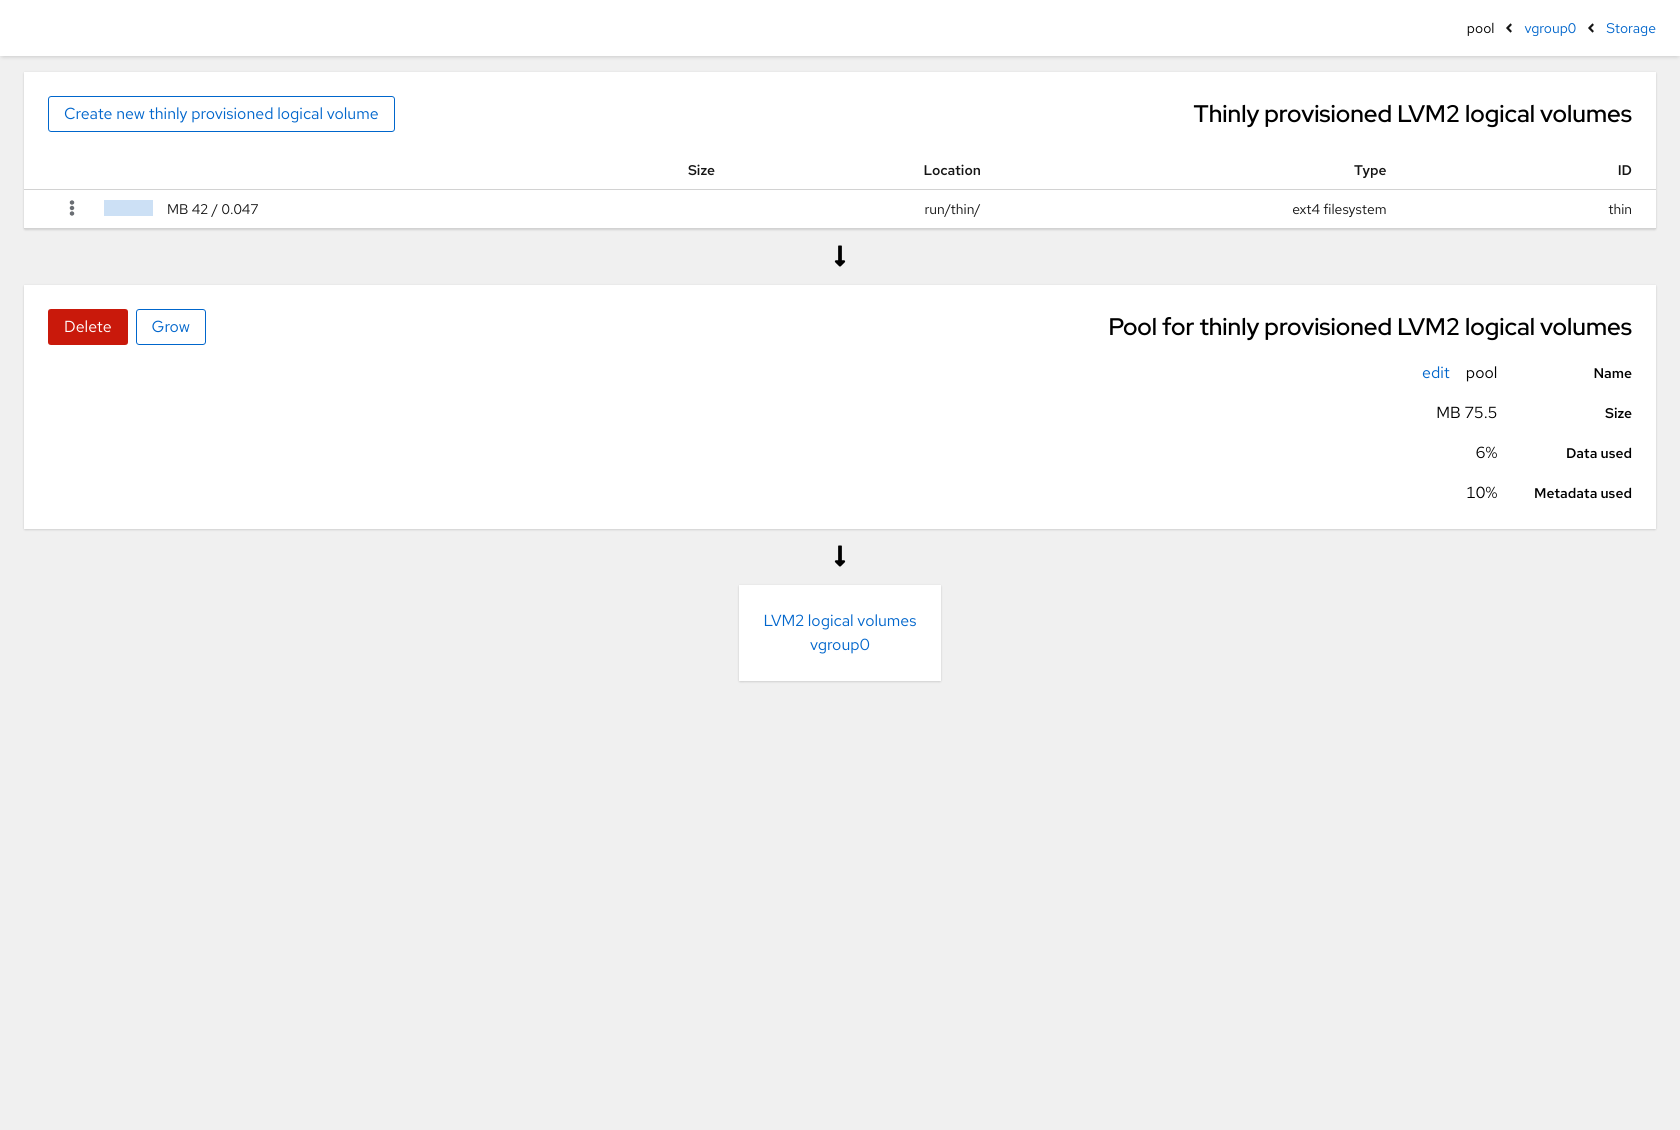 Storage
vgroup0
pool
Thinly provisioned LVM2 logical volumes
Create new thinly provisioned logical volume
ID Type Location Size
thin ext4 filesystem run/thin/ MB 42 / 0.047
Pool for thinly provisioned LVM2 logical volumes
Grow Delete
Name pool edit
Size MB 75.5
Data used 6%
Metadata used 10%
LVM2 logical volumes
vgroup0